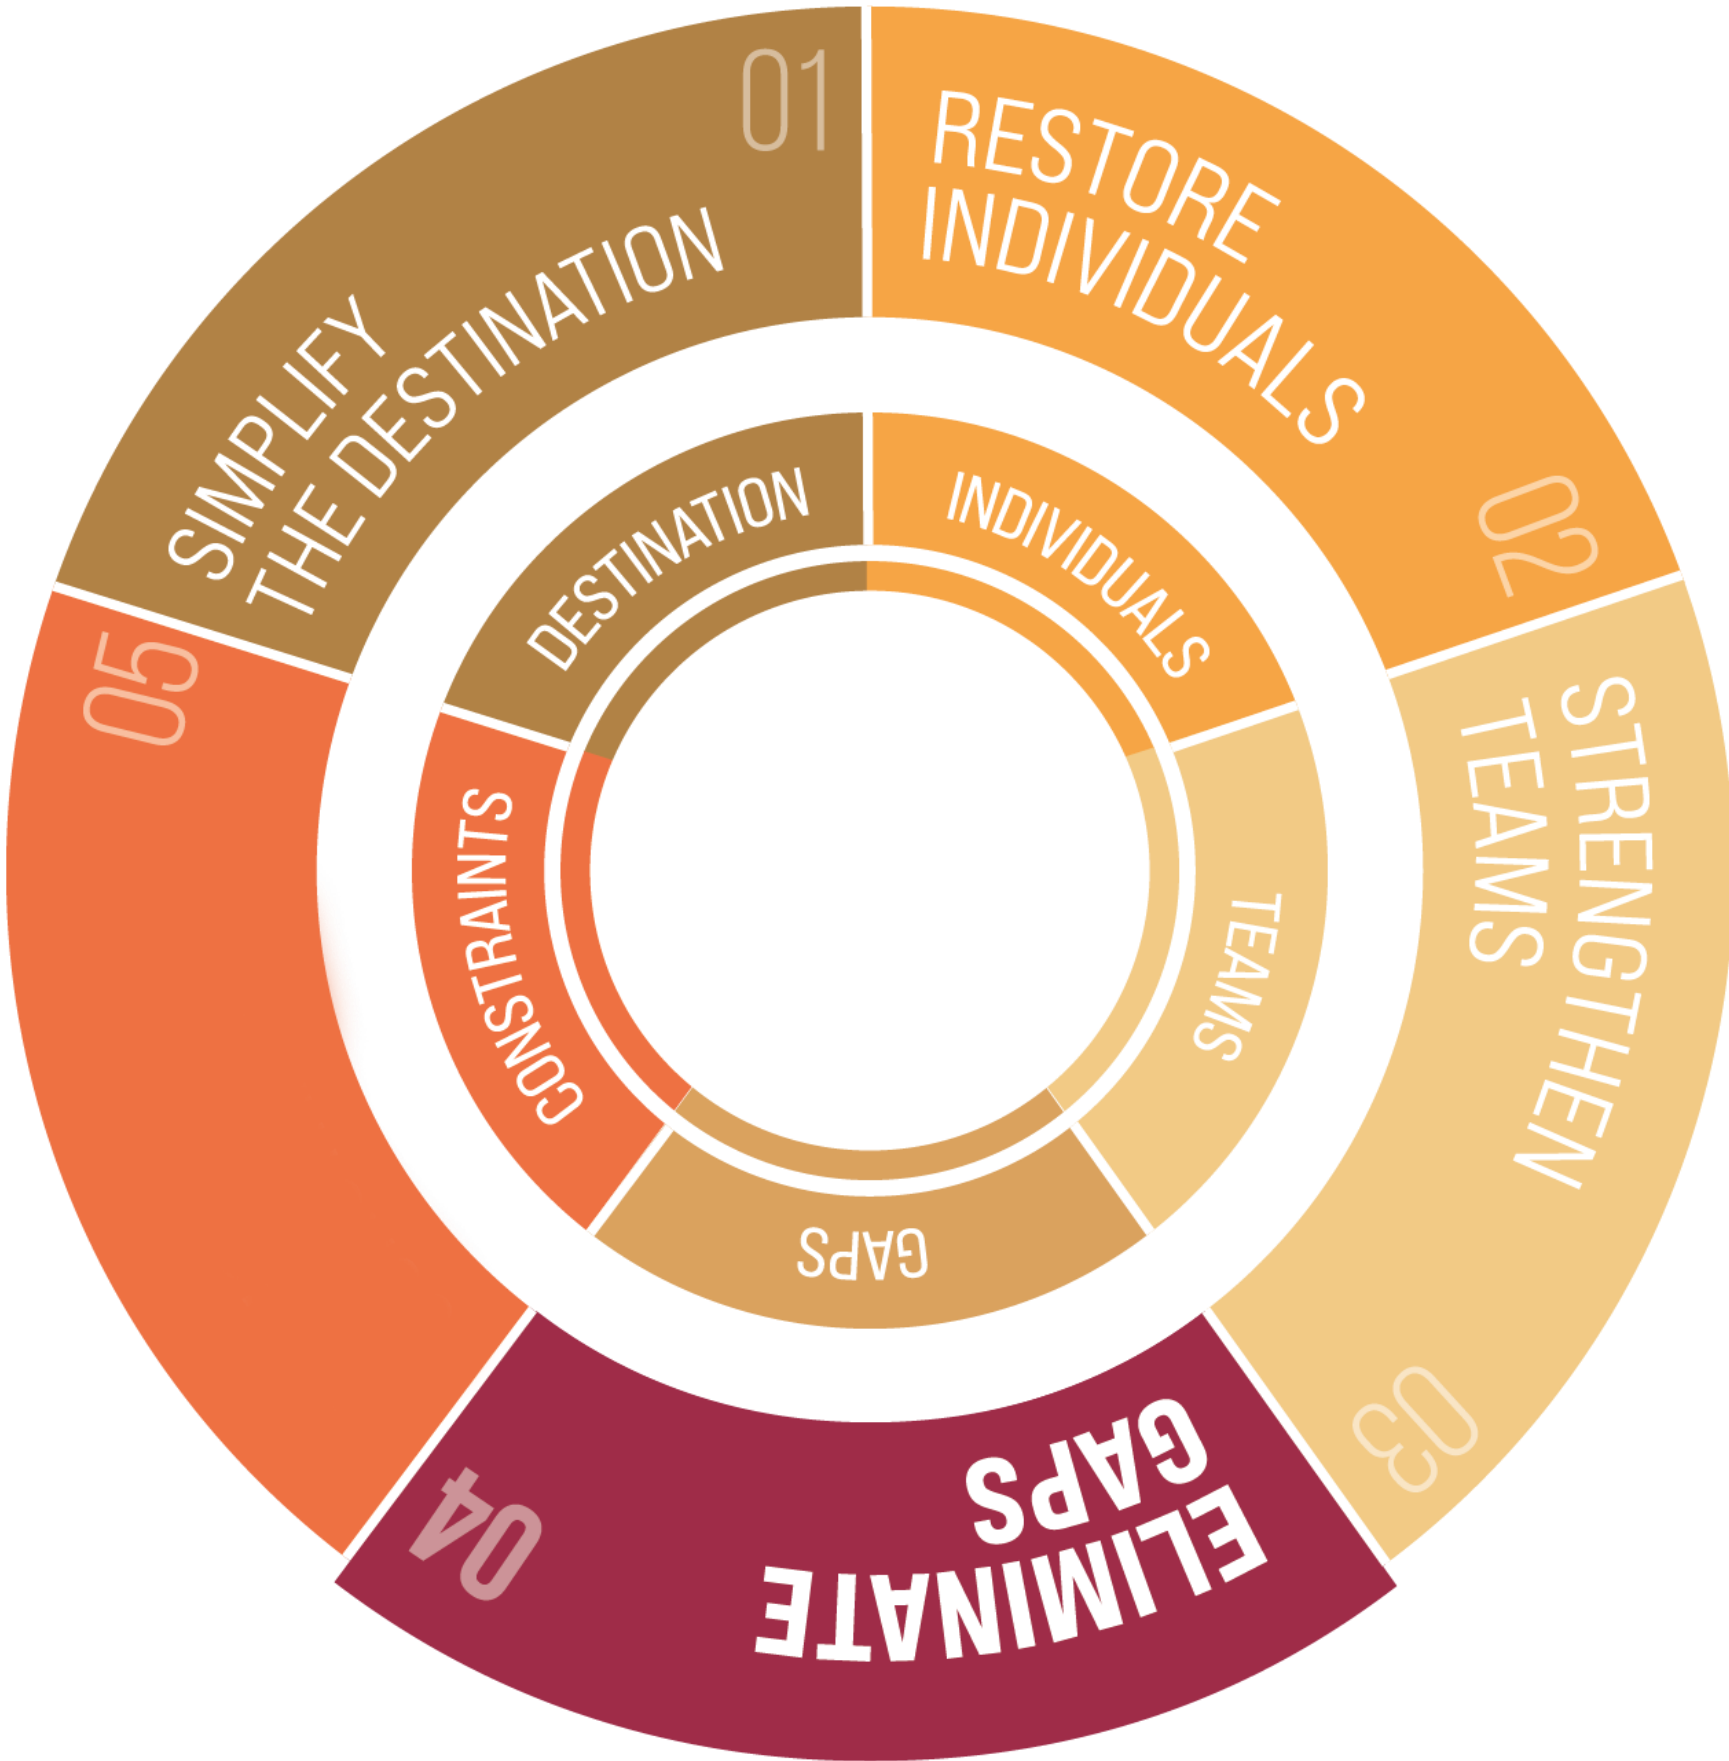 01
SIMPLIFY
THE DESTINATION
RESTORE
INDIVIDUALS
02
STRENGTHEN
TEAMS
03
ELIMINATE
GAPS
04
05
DESTINATION
INDIVIDUALS
TEAMS
GAPS
CONSTRAINTS